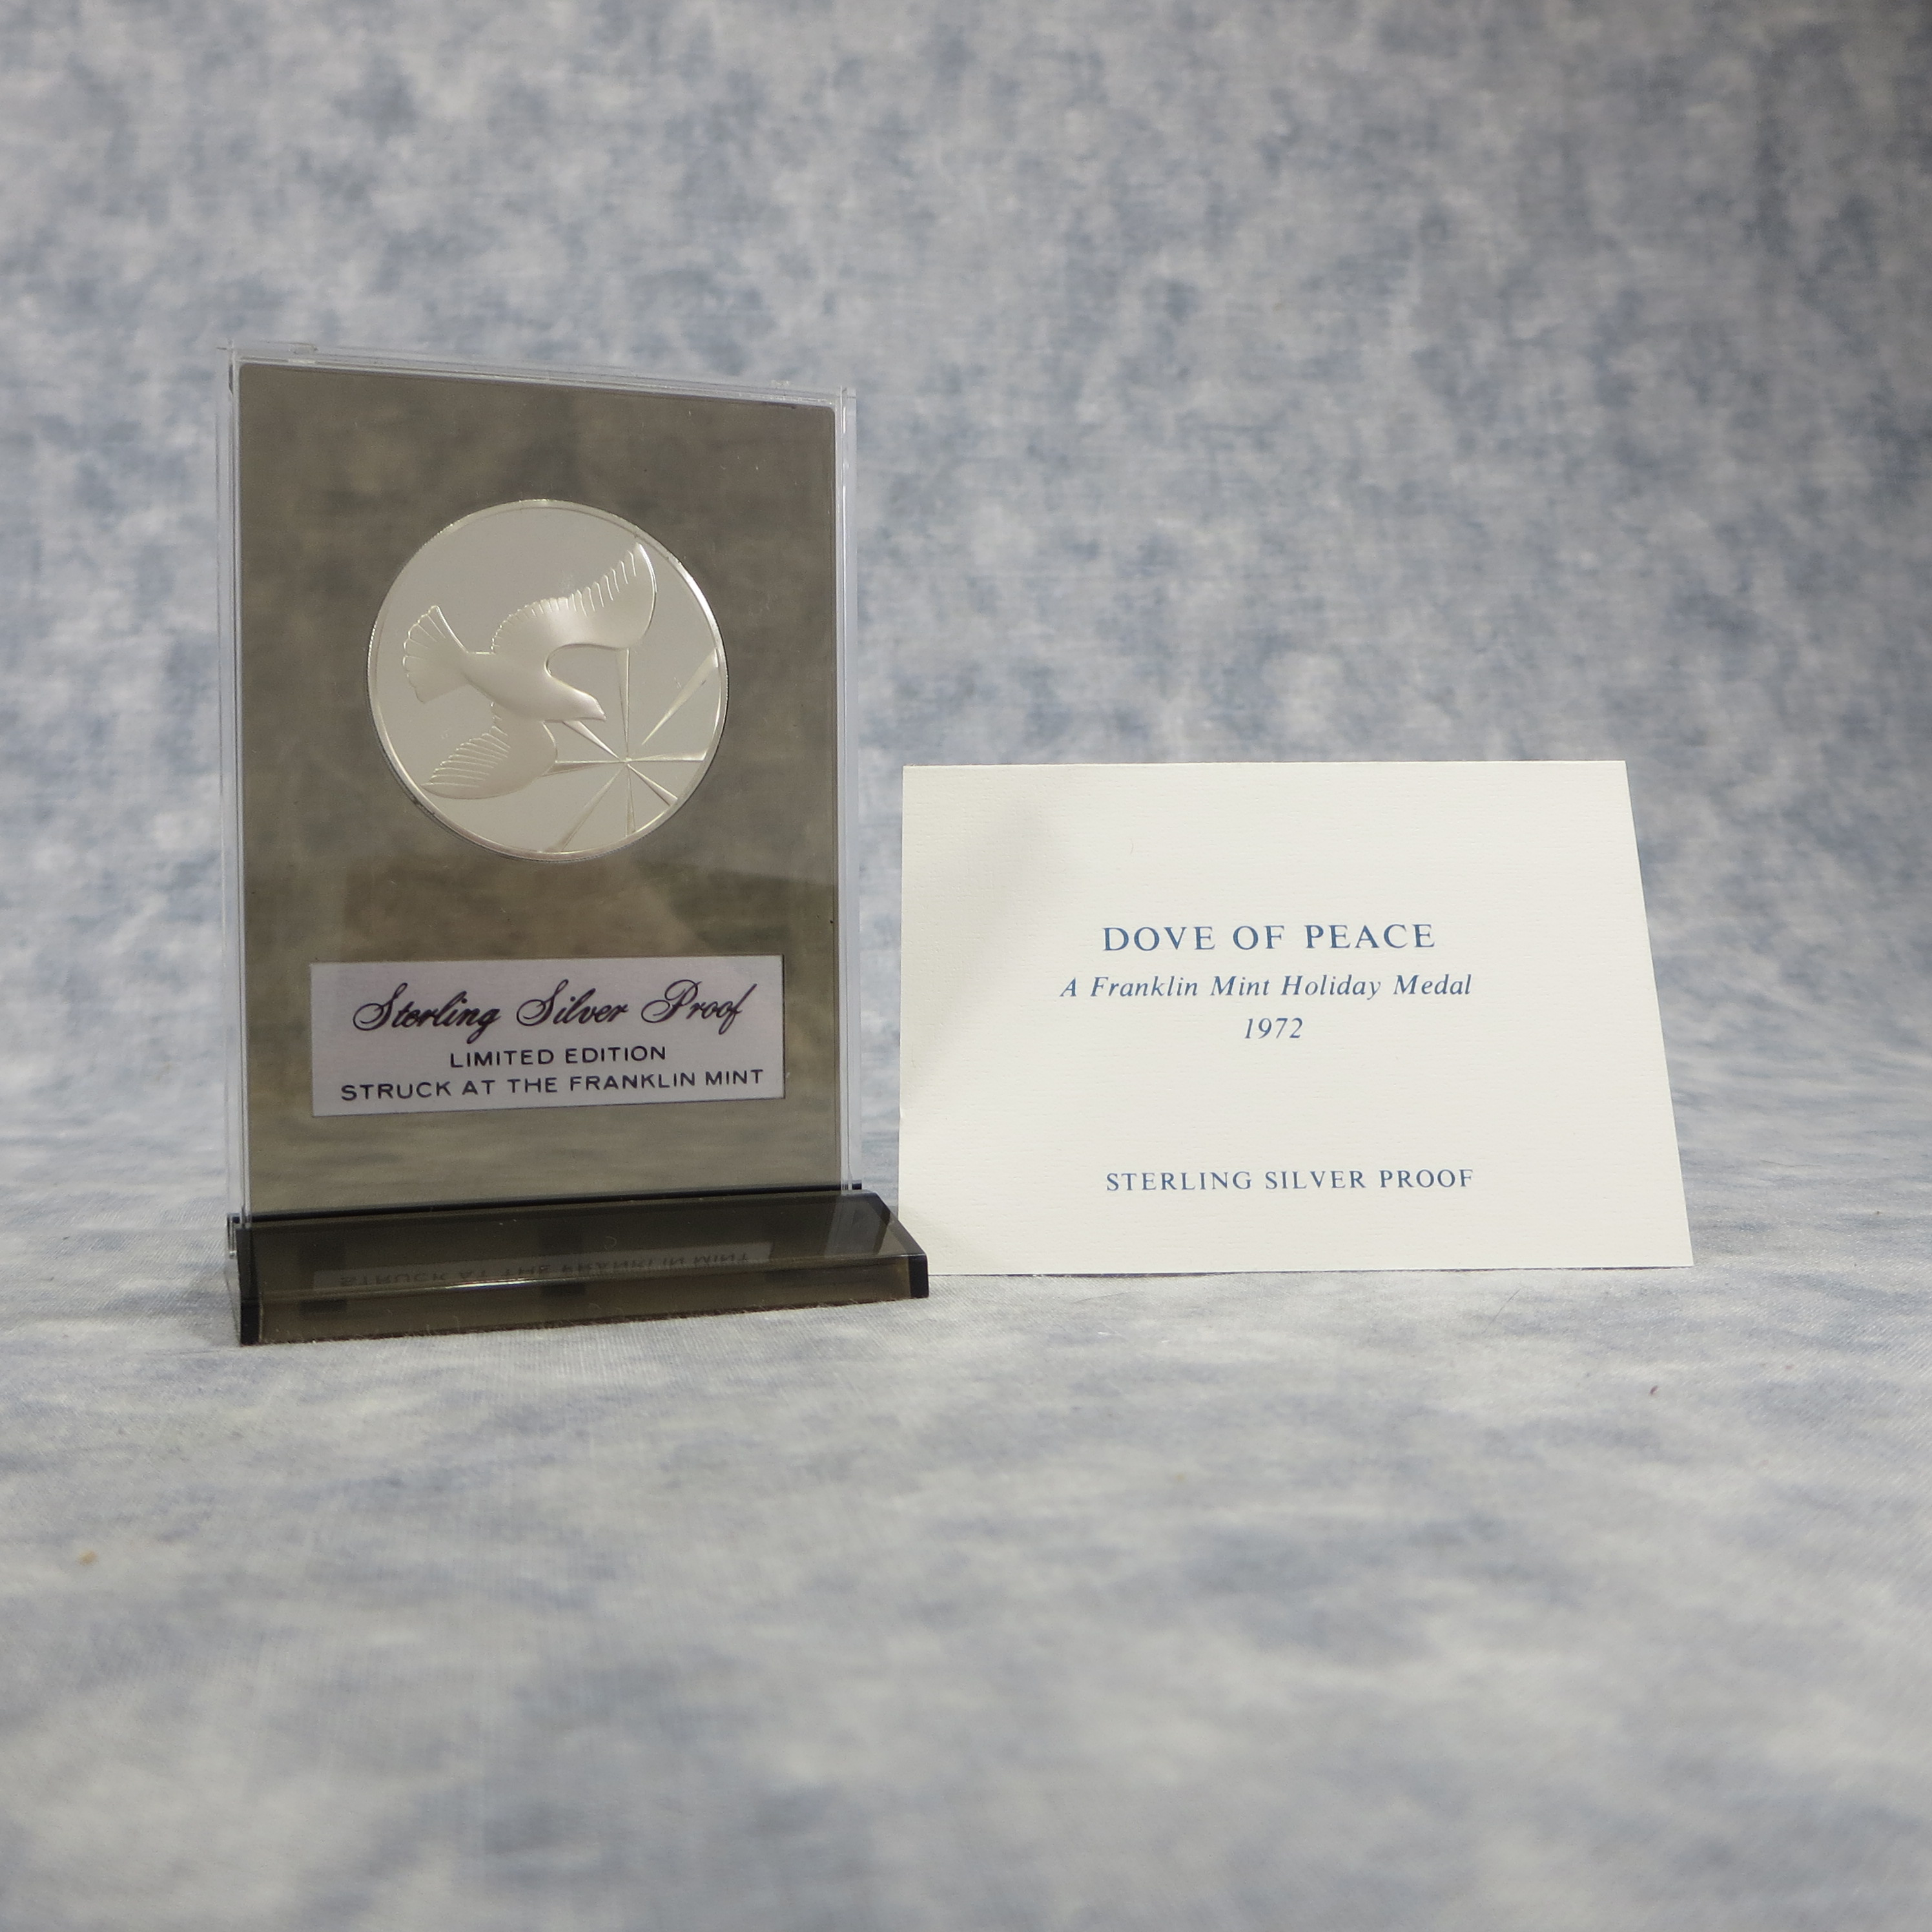 Sterling Silver Proof
LIMITED EDITION
STRUCK AT THE FRANKLIN MINT
DOVE OF PEACE
A Franklin Mint Holiday Medal
1972
STERLING SILVER PROOF